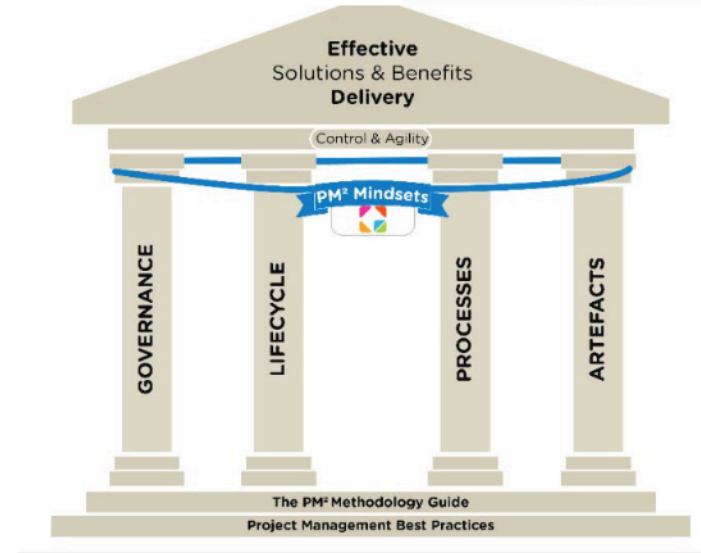 Effective
Solutions & Benefits
Delivery
Control & Agility
PM² Mindsets
GOVERNANCE
LIFECYCLE
PROCESSES
ARTEFACTS
The PM² Methodology Guide
Project Management Best Practices